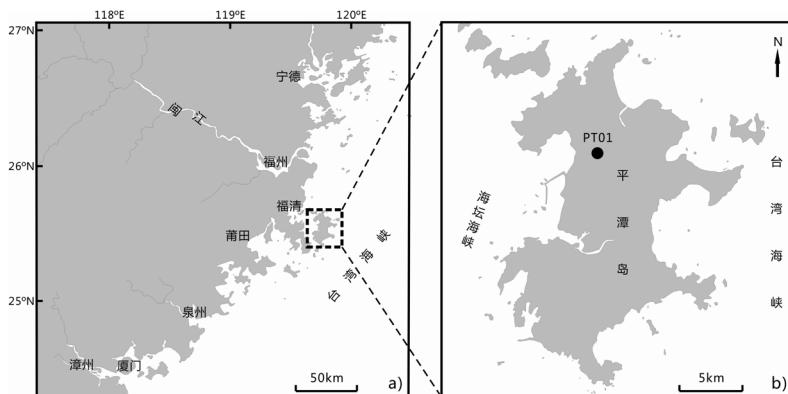 118°E
119°E
120°E
27°N
26°N
25°N
宁德
闽江
福州
福清
莆田
台湾海峡
泉州
漳州
厦门
50km
a)
N
PT01
平潭岛
海坛海峡
台湾海峡
5km
b)